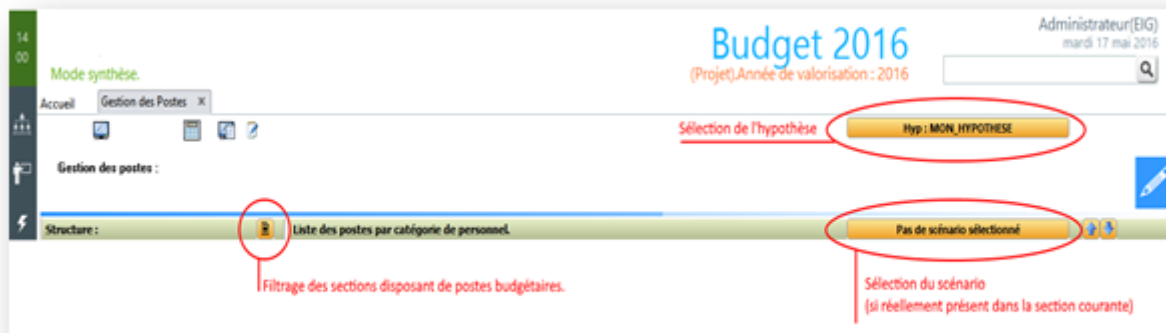 14
00
Administrateur(EIG)
mardi 17 mai 2016
Budget 2016
(Projet).Année de valorisation : 2016
Mode synthèse.
Accueil
Gestion des Postes X
Sélection de l'hypothèse
Hyp : MON_HYPOTHESE
Gestion des postes :
Structure :
Liste des postes par catégorie de personnel.
Pas de scénario sélectionné
Filtrage des sections disposant de postes budgétaires.
Sélection du scénario
(si réellement présent dans la section courante)